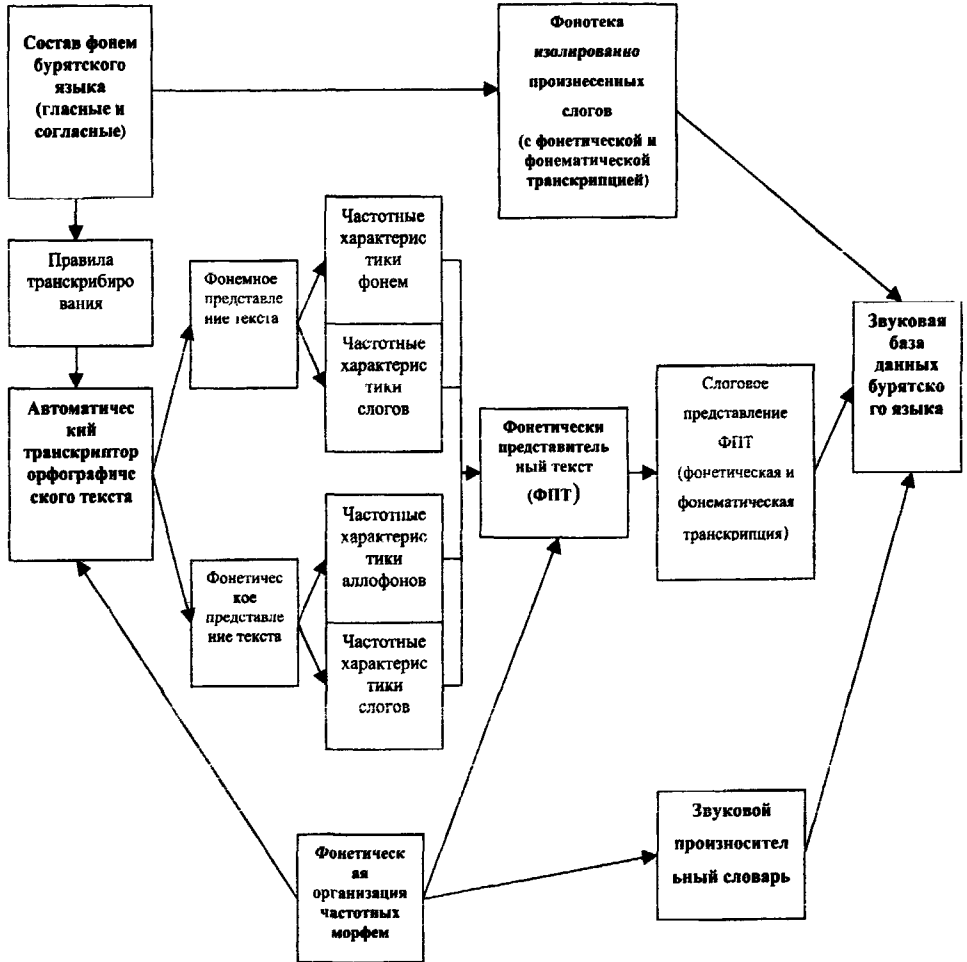 Состав фонем
бурятского
языка
(гласные и
согласные)
Фонотека
изолированно
произнесенных
слогов
(с фонетической и
фонематической
транскрипцией)
Правила
транскрибиро
вания
Фонемное
представле
ние текста
Частотные
характерис
тики
фонем
Частотные
характерис
тики
слогов
Автоматичес
кий
транскриптор
орфографиче
ского текста
Фонетическ
кое
представле
ние текста
Частотные
характерис
тики
аллофонов
Частотные
характерис
тики
слогов
Фонетически
представитель
ный текст
(ФПТ)
Слоговое
представление
ФПТ
(фонетическая и
фонематическая
транскрипция)
Звуковая
база
данных
бурятско
го языка
Фонетическ
ая
организация
частотных
морфем
Звуковой
произносител
ьный словарь